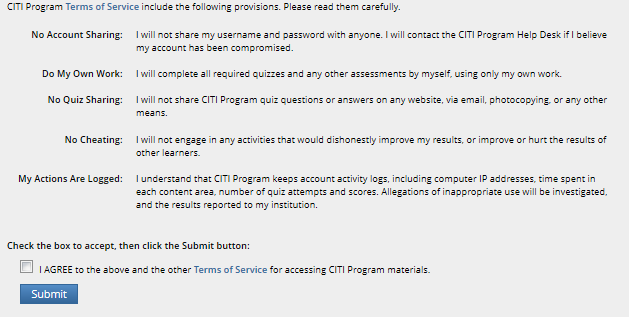 CITI Program Terms of Service include the following provisions. Please read them carefully.
No Account Sharing: I will not share my username and password with anyone. I will contact the CITI Program Help Desk if I believe
my account has been compromised.
Do My Own Work: I will complete all required quizzes and any other assessments by myself, using only my own work.
No Quiz Sharing: I will not share CITI Program quiz questions or answers on any website, via email, photocopying, or any other
means.
No Cheating: I will not engage in any activities that would dishonestly improve my results, or improve or hurt the results of
other learners.
My Actions Are Logged: I understand that CITI Program keeps account activity logs, including computer IP addresses, time spent in
each content area, number of quiz attempts and scores. Allegations of inappropriate use will be investigated,
and the results reported to my institution.
Check the box to accept, then click the Submit button:
I AGREE to the above and the other Terms of Service for accessing CITI Program materials.
Submit